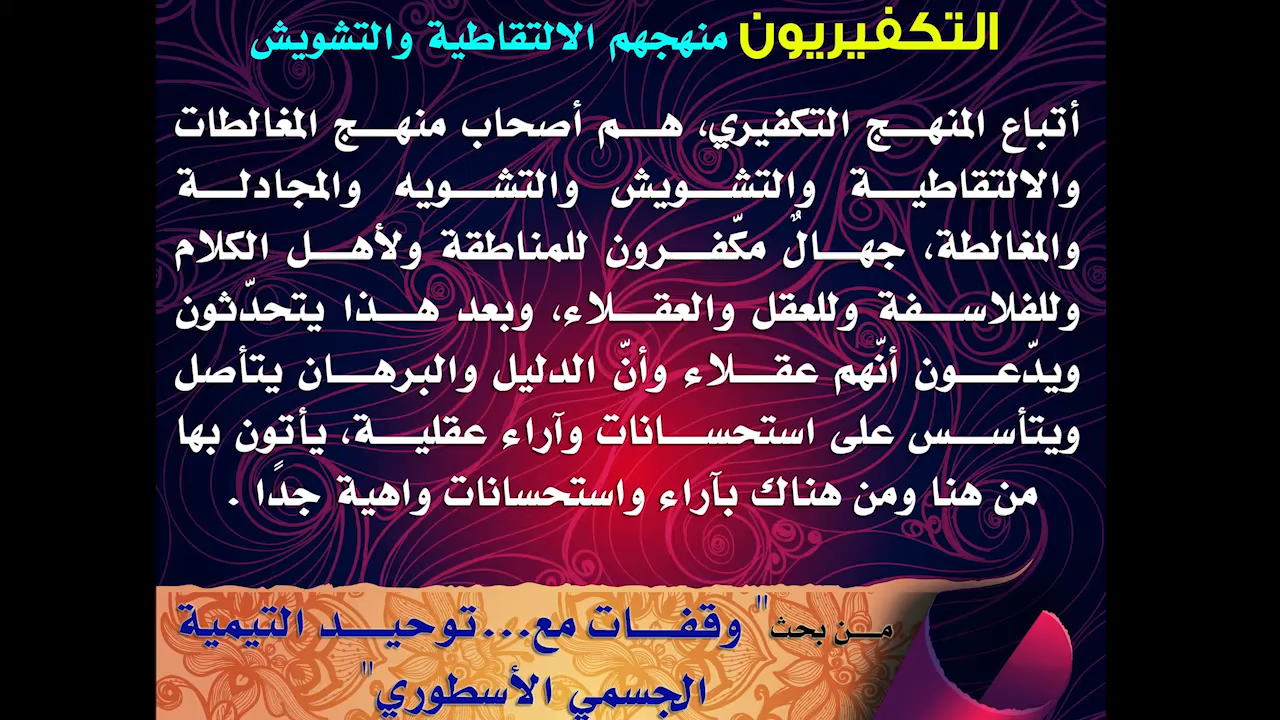 التكفيريون منهجهم الالتقاطية والتشويش
أتباع المنهج التكفيري، هم أصحاب منهج المغالطات
والالتقاطية والتشويش والتشويه والمجادلة
والمغالطة، جهالٌ مكّفرون للمناطقة ولأهل الكلام
وللفلاسفة وللعقل والعقلاء، وبعد هذا يتحدّثون
ويدّعون أنّهم عقلاء وأنّ الدليل والبرهان يتأصل
ويتأسس على استحسانات وآراء عقلية، يأتون بها
من هنا ومن هناك بآراء واستحسانات واهية جدًا .
من بحث " وقفات مع...توحيد التيمية
الجسمي الأسطوري"